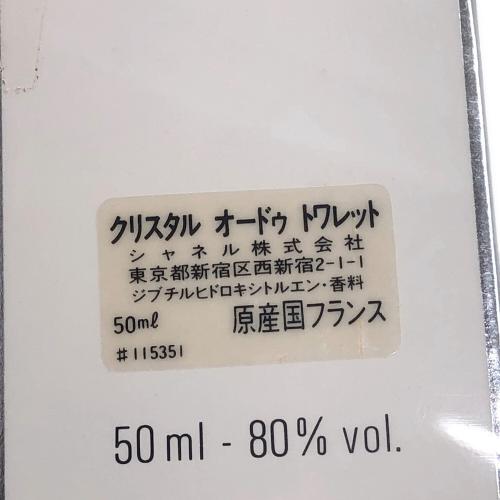 クリスタル オードゥ トワレット
シャネル株式会社
東京都新宿区西新宿2-1-1
ジブチルヒドロキシトルエン・香料
50ml 原産国フランス
#115351
50 ml - 80% vol.